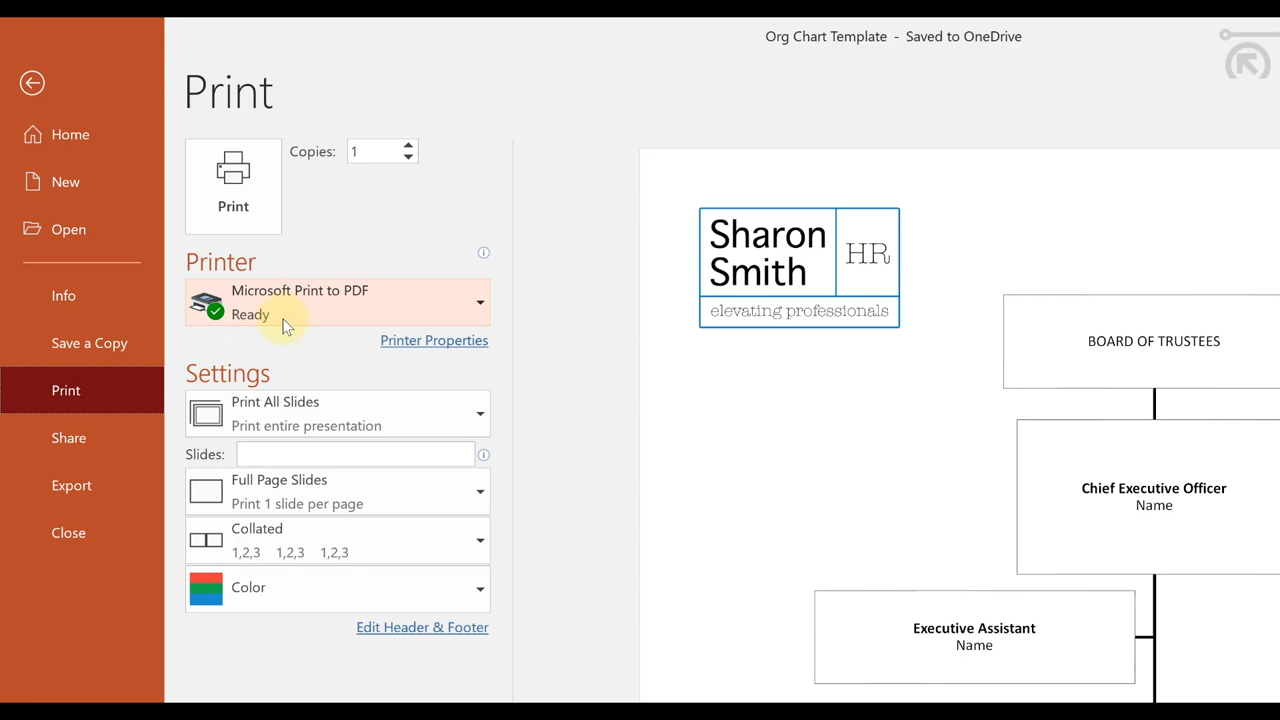 Org Chart Template - Saved to OneDrive
Print
Home
New
Open
Info
Save a Copy
Print
Share
Export
Close
Print
Copies: 1
Printer
Microsoft Print to PDF
Ready
Printer Properties
Settings
Print All Slides
Print entire presentation
Slides:
Full Page Slides
Print 1 slide per page
Collated
1,2,3 1,2,3 1,2,3
Color
Edit Header & Footer
Sharon
Smith
HR
elevating professionals
BOARD OF TRUSTEES
Chief Executive Officer
Name
Executive Assistant
Name